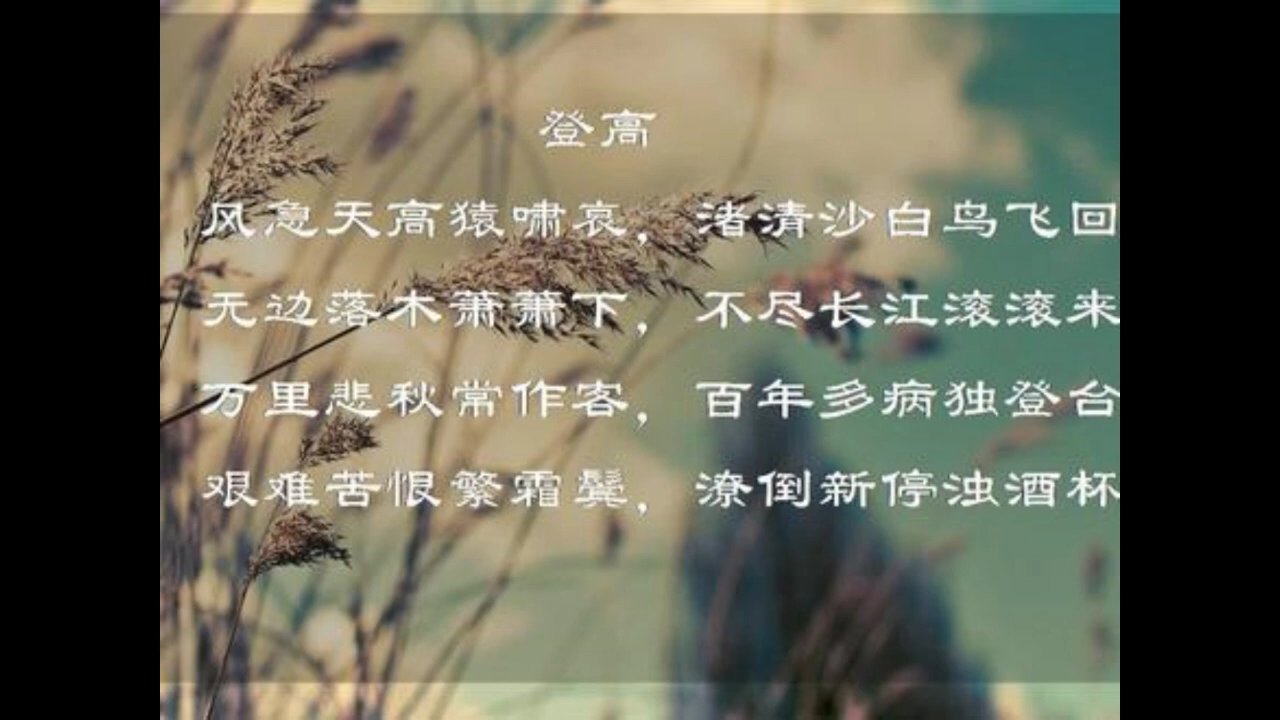 登高
风急天高猿啸哀，渚清沙白鸟飞回
无边落木萧萧下，不尽长江滚滚来
万里悲秋常作客，百年多病独登台
艰难苦恨繁霜鬓，潦倒新停浊酒杯